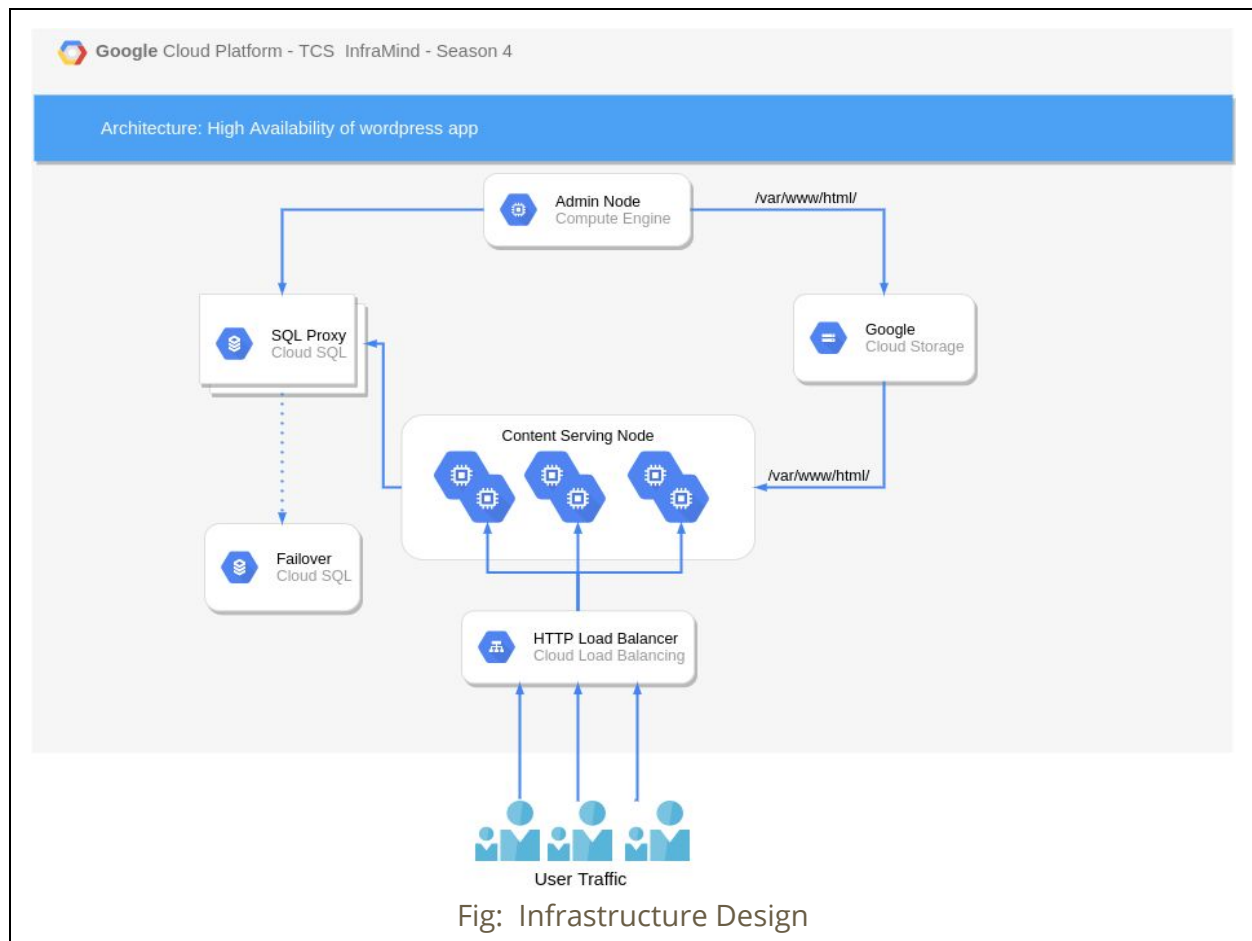 Google Cloud Platform - TCS InfraMind - Season 4
Architecture: High Availability of wordpress app
Admin Node
Compute Engine
/var/www/html/
SQL Proxy
Cloud SQL
Google
Cloud Storage
Content Serving Node
/var/www/html/
Failover
Cloud SQL
HTTP Load Balancer
Cloud Load Balancing
User Traffic
Fig: Infrastructure Design